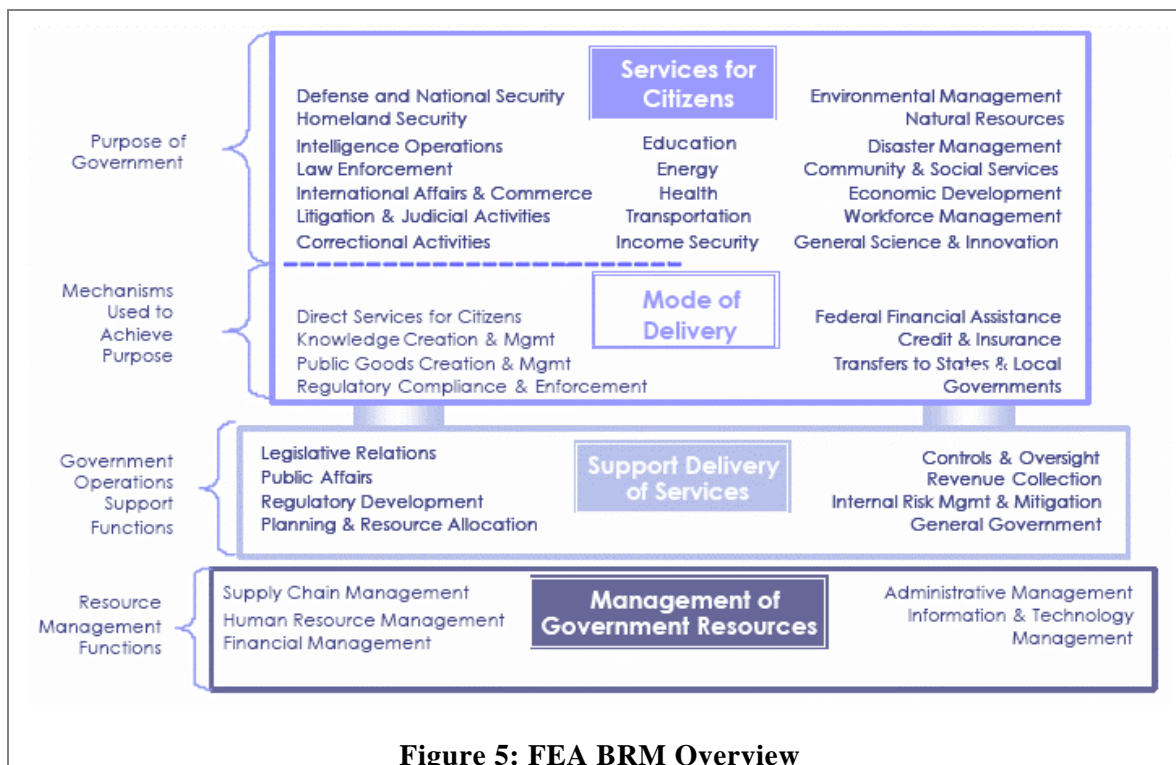 Purpose of
Government
Services for
Citizens
Defense and National Security
Homeland Security
Intelligence Operations
Law Enforcement
International Affairs & Commerce
Litigation & Judicial Activities
Correctional Activities
Education
Energy
Health
Transportation
Income Security
Environmental Management
Natural Resources
Disaster Management
Community & Social Services
Economic Development
Workforce Management
General Science & Innovation
Mechanisms
Used to
Achieve
Purpose
Mode of
Delivery
Direct Services for Citizens
Knowledge Creation & Mgmt
Public Goods Creation & Mgmt
Regulatory Compliance & Enforcement
Federal Financial Assistance
Credit & Insurance
Transfers to States & Local
Governments
Government
Operations
Support
Functions
Legislative Relations
Public Affairs
Regulatory Development
Planning & Resource Allocation
Support Delivery
of Services
Controls & Oversight
Revenue Collection
Internal Risk Mgmt & Mitigation
General Government
Resource
Management
Functions
Supply Chain Management
Human Resource Management
Financial Management
Management of
Government Resources
Administrative Management
Information & Technology
Management
Figure 5: FEA BRM Overview